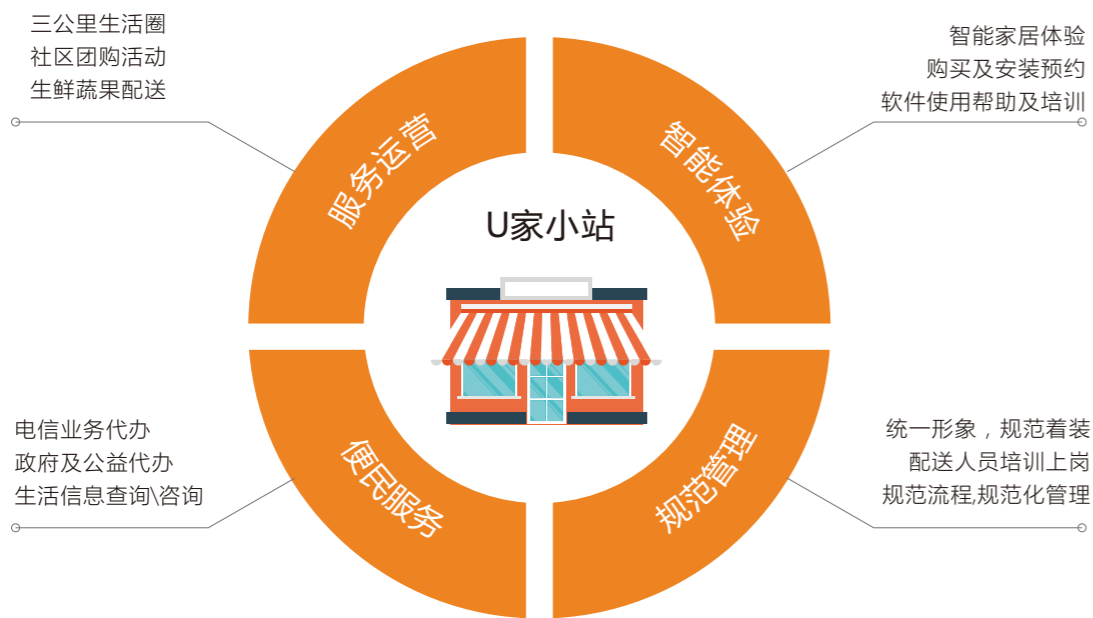 三公里生活圈
社区团购活动
生鲜蔬果配送
服务运营
智能家居体验
购买及安装预约
软件使用帮助及培训
智能体验
U家小站
电信业务代办
政府及公益代办
生活信息查询\咨询
便民服务
统一形象，规范着装
配送人员培训上岗
规范流程,规范化管理
规范管理